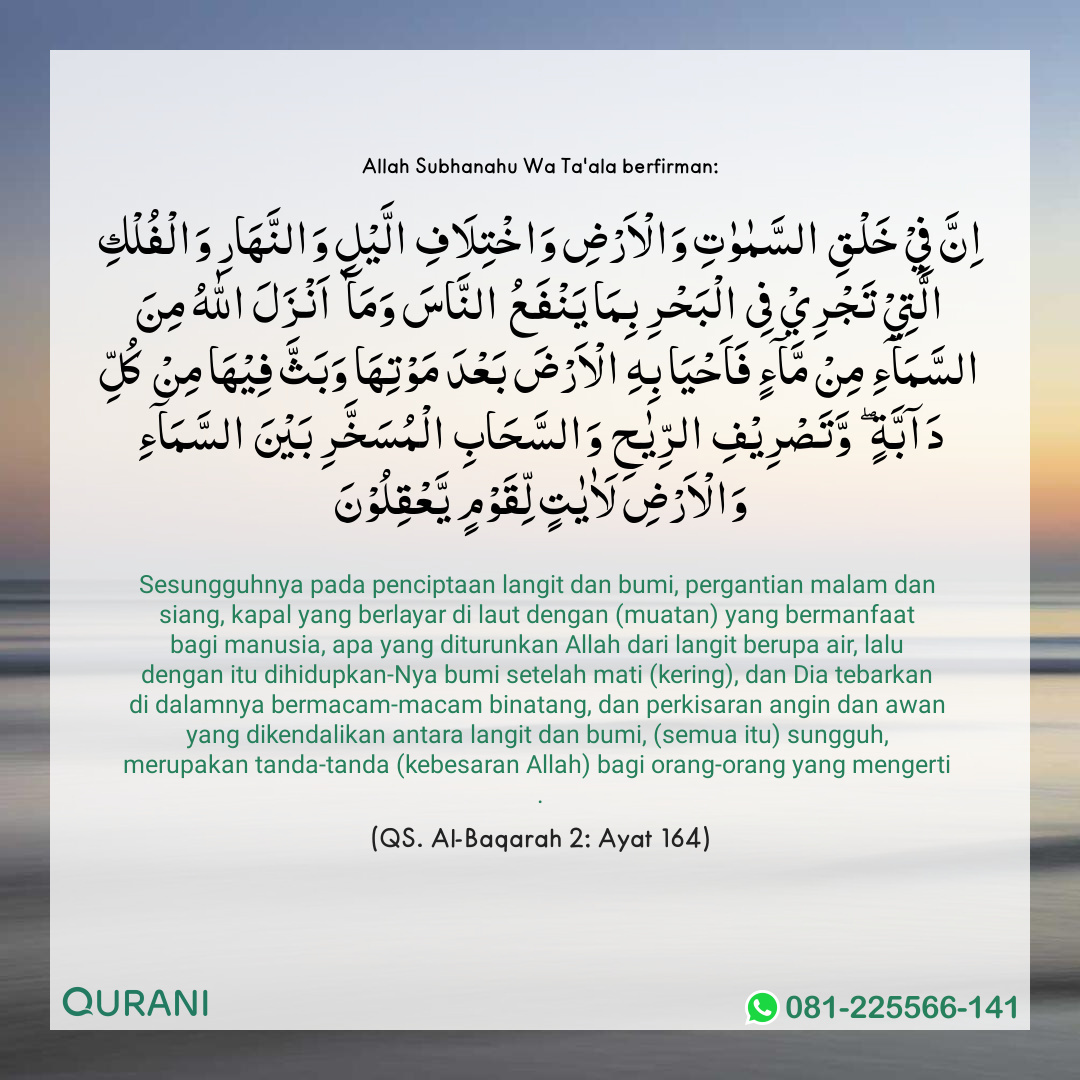 Allah Subhanahu Wa Ta'ala berfirman:
اِنَّ فِيْ خَلْقِ السَّمٰوٰتِ وَالْاَرْضِ وَاخْتِلَافِ الَّيْلِ وَالنَّهَارِ وَالْفُلْكِ
الَّتِيْ تَجْرِيْ فِى الْبَحْرِ بِمَا يَنْفَعُ النَّاسَ وَمَآ اَنْزَلَ اللّٰهُ مِنَ
السَّمَآءِ مِنْ مَّآءٍ فَاَحْيَا بِهِ الْاَرْضَ بَعْدَ مَوْتِهَا وَبَثَّ فِيْهَا مِنْ كُلِّ
دَآبَّةٍ ۖ وَّتَصْرِيْفِ الرِّيٰحِ وَالسَّحَابِ الْمُسَخَّرِ بَيْنَ السَّمَآءِ
وَالْاَرْضِ لَاٰيٰتٍ لِّقَوْمٍ يَّعْقِلُوْنَ
Sesungguhnya pada penciptaan langit dan bumi, pergantian malam dan
siang, kapal yang berlayar di laut dengan (muatan) yang bermanfaat
bagi manusia, apa yang diturunkan Allah dari langit berupa air, lalu
dengan itu dihidupkan-Nya bumi setelah mati (kering), dan Dia tebarkan
di dalamnya bermacam-macam binatang, dan perkisaran angin dan awan
yang dikendalikan antara langit dan bumi, (semua itu) sungguh,
merupakan tanda-tanda (kebesaran Allah) bagi orang-orang yang mengerti
.
(QS. Al-Baqarah 2: Ayat 164)
QURANI
081-225566-141